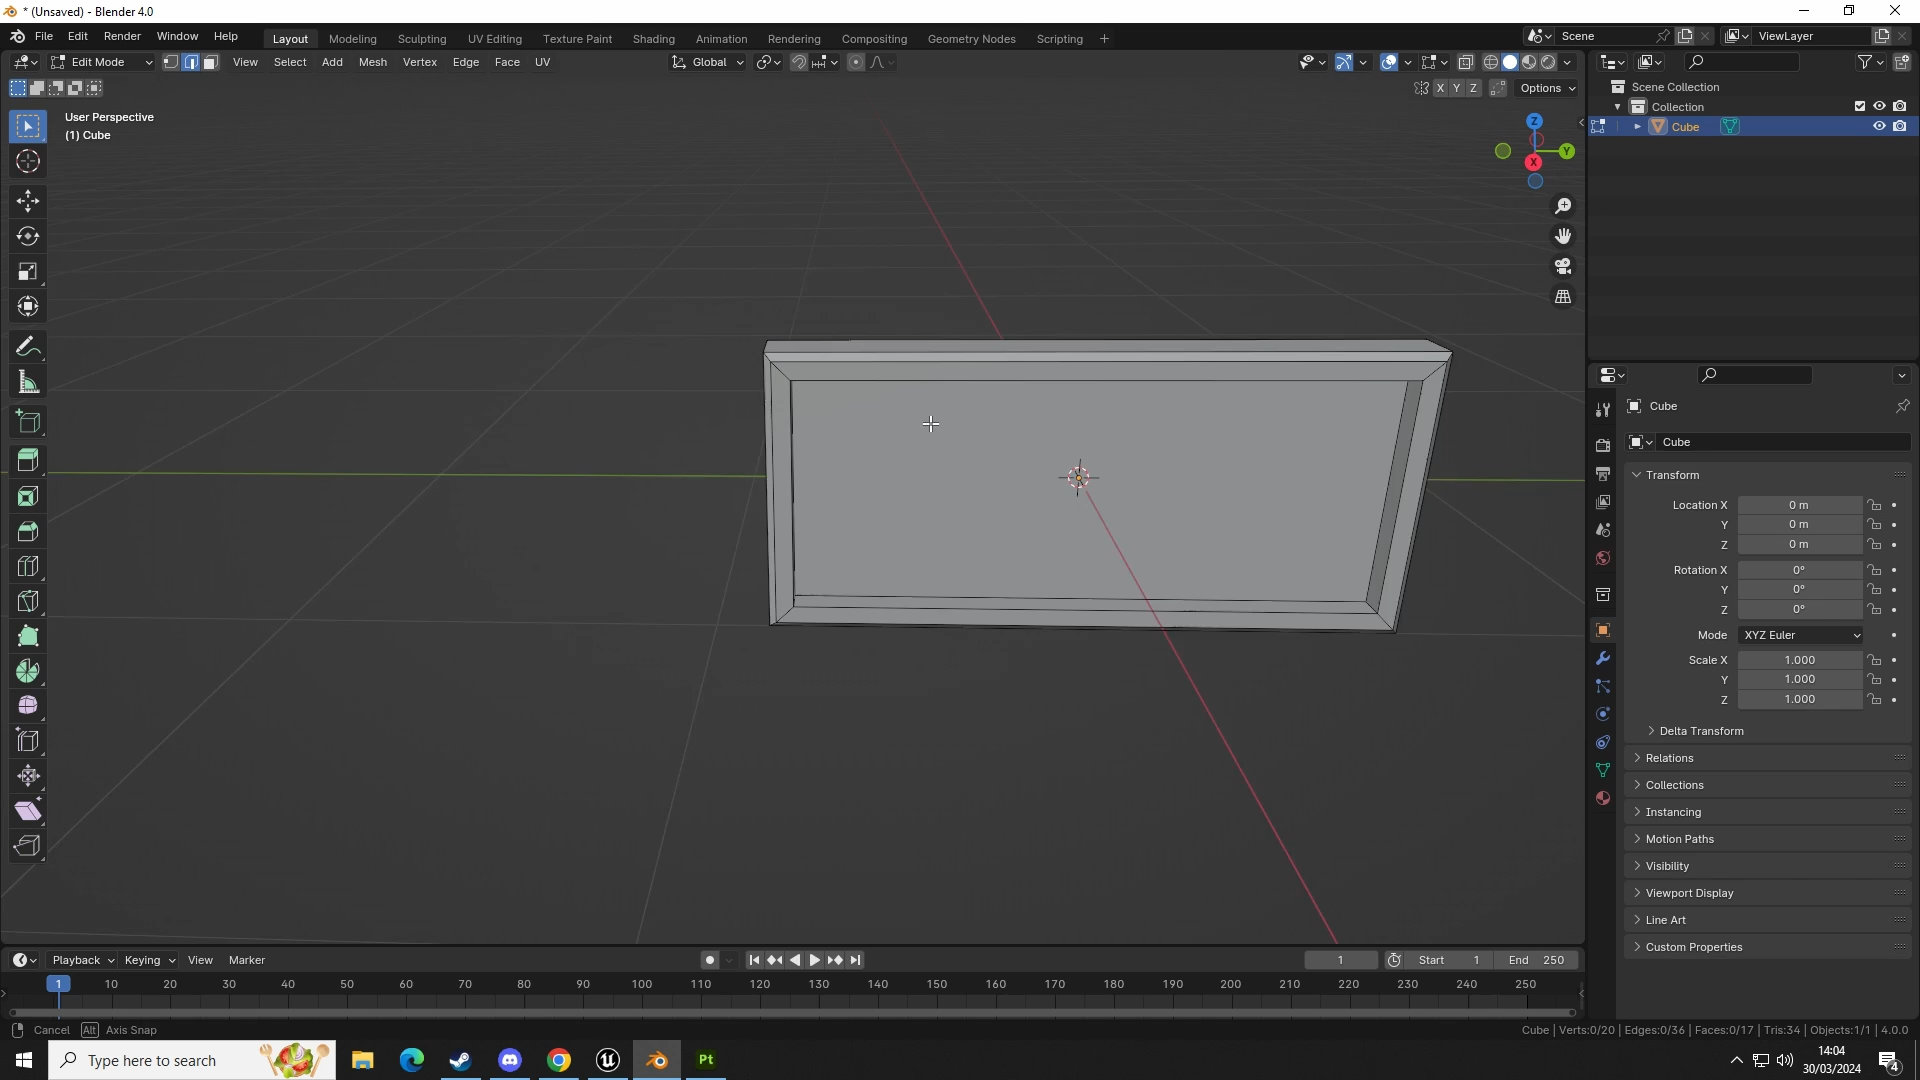 * (Unsaved) - Blender 4.0
File Edit Render Window Help Layout Modeling Sculpting UV Editing Texture Paint Shading Animation Rendering Compositing Geometry Nodes Scripting + Scene ViewLayer
Edit Mode View Select Add Mesh Vertex Edge Face UV Global
X Y Z Options
User Perspective
(1) Cube
Z
Y
X
Scene Collection
Collection
Cube
Cube
Cube
Transform
Location X 0 m
Y 0 m
Z 0 m
Rotation X 0°
Y 0°
Z 0°
Mode XYZ Euler
Scale X 1.000
Y 1.000
Z 1.000
Delta Transform
Relations
Collections
Instancing
Motion Paths
Visibility
Viewport Display
Line Art
Custom Properties
Playback Keying View Marker 1 Start 1 End 250
1 10 20 30 40 50 60 70 80 90 100 110 120 130 140 150 160 170 180 190 200 210 220 230 240 250
Cancel Alt Axis Snap Cube | Verts:0/20 | Edges:0/36 | Faces:0/17 | Tris:34 | Objects:1/1 | 4.0.0
Type here to search Pt
14:04
30/03/2024
4